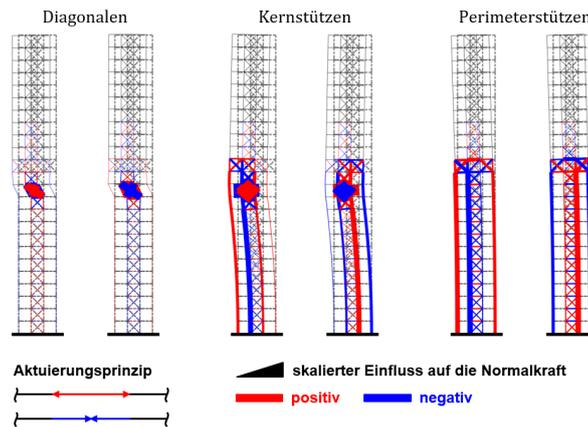 Diagonalen
Kernstützen
Perimeterstützen
Aktuierungsprinzip
skalierter Einfluss auf die Normalkraft
positiv
negativ